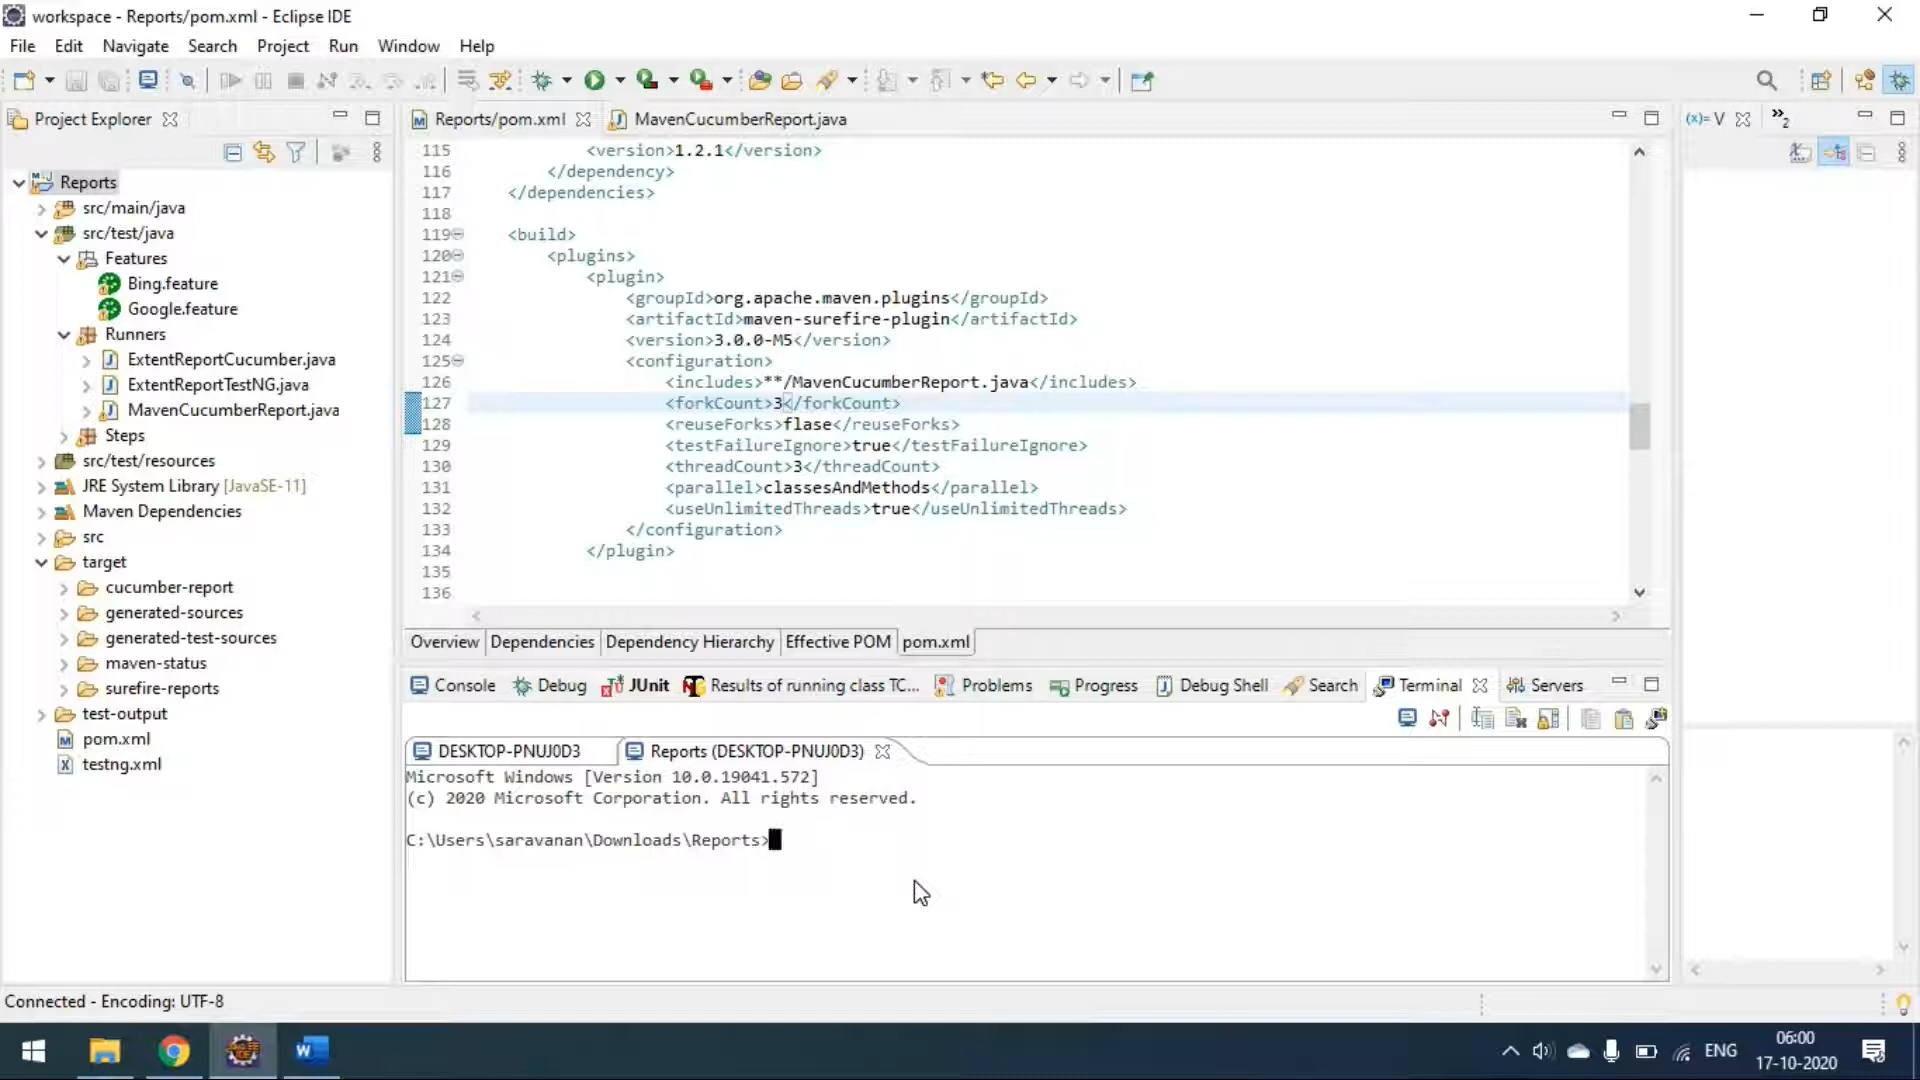 workspace - Reports/pom.xml - Eclipse IDE
File Edit Navigate Search Project Run Window Help
Project Explorer
Reports/pom.xml
MavenCucumberReport.java
(x)= V
»2
Reports
src/main/java
src/test/java
Features
Bing.feature
Google.feature
Runners
ExtentReportCucumber.java
ExtentReportTestNG.java
MavenCucumberReport.java
Steps
src/test/resources
JRE System Library [JavaSE-11]
Maven Dependencies
src
target
cucumber-report
generated-sources
generated-test-sources
maven-status
surefire-reports
test-output
pom.xml
testng.xml
115 <version>1.2.1</version>
116 </dependency>
117 </dependencies>
118
119 <build>
120 <plugins>
121 <plugin>
122 <groupId>org.apache.maven.plugins</groupId>
123 <artifactId>maven-surefire-plugin</artifactId>
124 <version>3.0.0-M5</version>
125 <configuration>
126 <includes>**/MavenCucumberReport.java</includes>
127 <forkCount>3</forkCount>
128 <reuseForks>flase</reuseForks>
129 <testFailureIgnore>true</testFailureIgnore>
130 <threadCount>3</threadCount>
131 <parallel>classesAndMethods</parallel>
132 <useUnlimitedThreads>true</useUnlimitedThreads>
133 </configuration>
134 </plugin>
135
136
Overview Dependencies Dependency Hierarchy Effective POM pom.xml
Console Debug JUnit Results of running class TC... Problems Progress Debug Shell Search Terminal Servers
DESKTOP-PNUJ0D3 Reports (DESKTOP-PNUJ0D3)
Microsoft Windows [Version 10.0.19041.572]
(c) 2020 Microsoft Corporation. All rights reserved.
C:\Users\saravanan\Downloads\Reports>
Connected - Encoding: UTF-8
ENG
06:00
17-10-2020